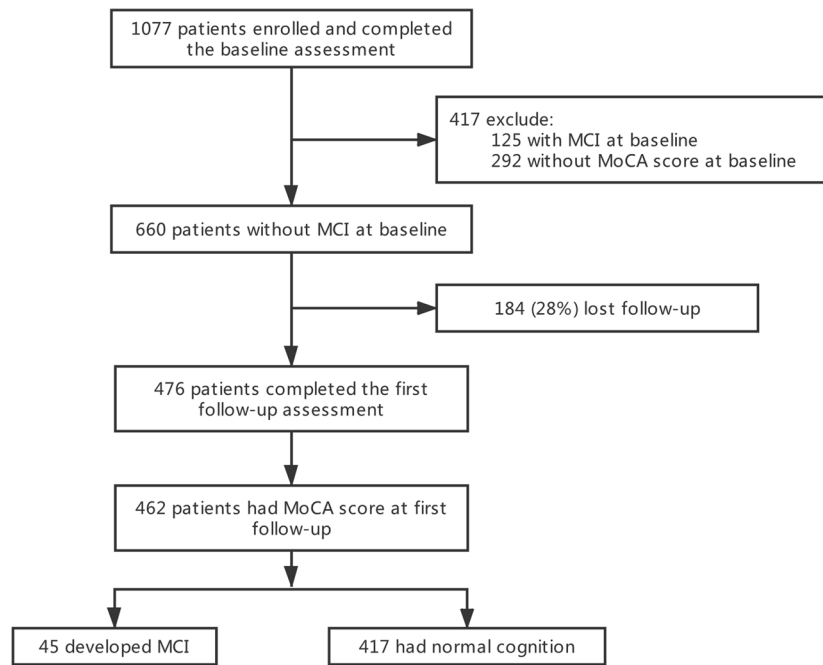 1077 patients enrolled and completed
the baseline assessment
417 exclude:
125 with MCI at baseline
292 without MoCA score at baseline
660 patients without MCI at baseline
184 (28%) lost follow-up
476 patients completed the first
follow-up assessment
462 patients had MoCA score at first
follow-up
45 developed MCI
417 had normal cognition